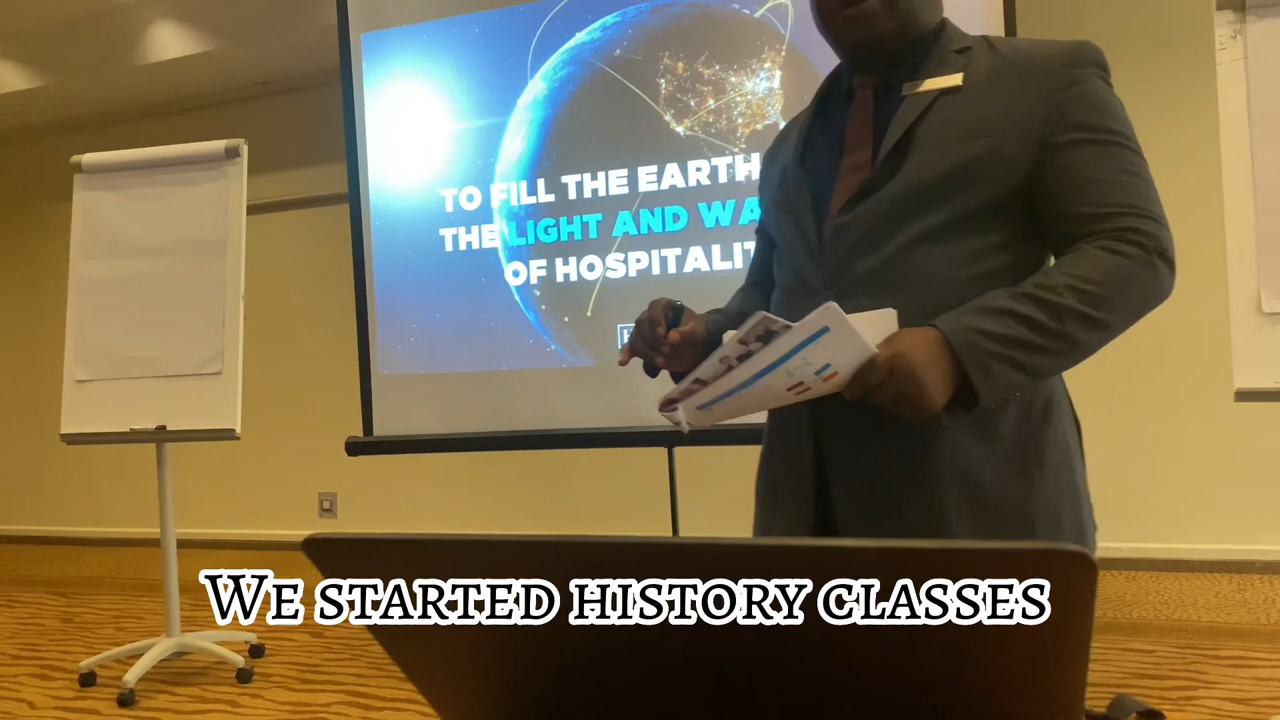 TO FILL THE EARTH
THE LIGHT AND WA
OF HOSPITALIT
H
We started history classes